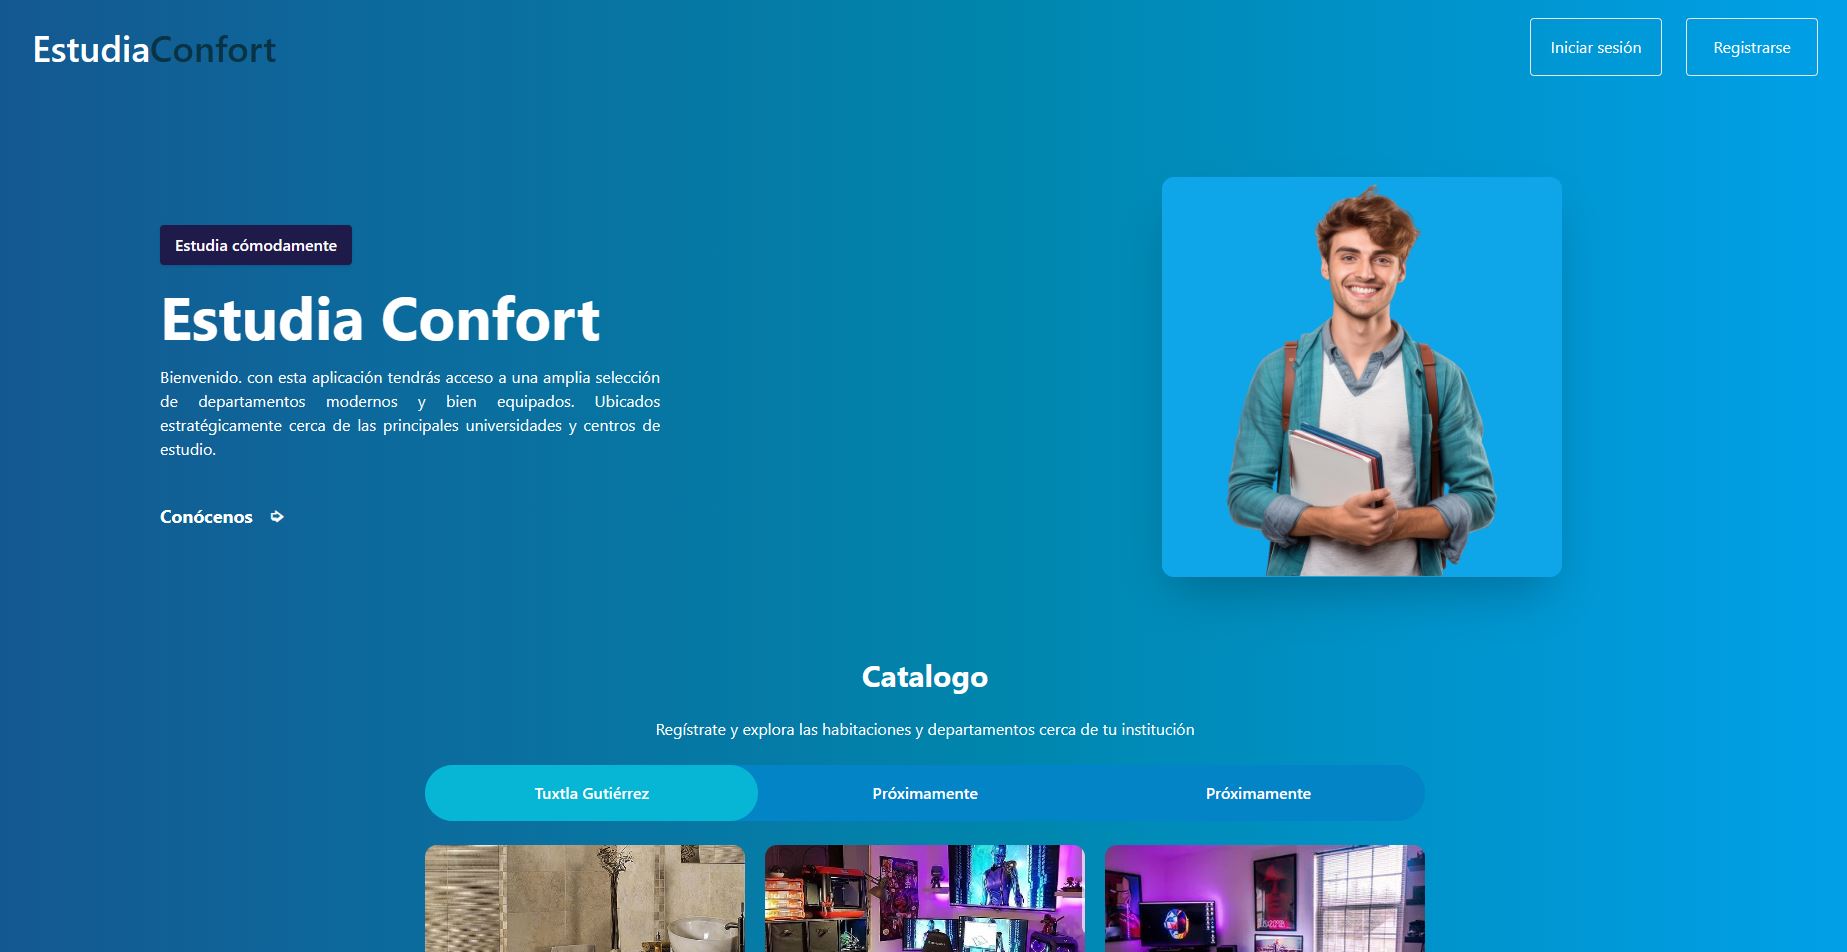 EstudiaConfort
Iniciar sesión
Registrarse
Estudia cómodamente
Estudia Confort
Bienvenido. con esta aplicación tendrás acceso a una amplia selección
de departamentos modernos y bien equipados. Ubicados
estratégicamente cerca de las principales universidades y centros de
estudio.
Conócenos ➭
Catalogo
Regístrate y explora las habitaciones y departamentos cerca de tu institución
Tuxtla Gutiérrez
Próximamente
Próximamente